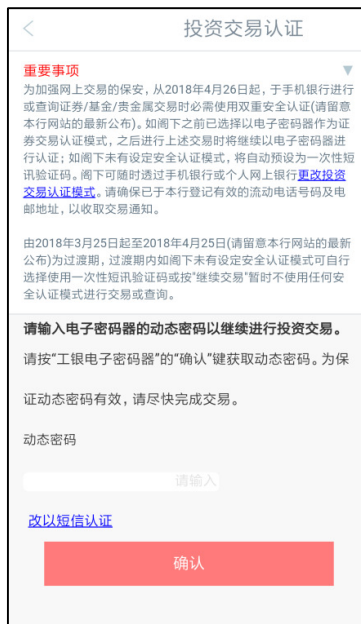 投资交易认证
重要事项
为加强网上交易的保安，从2018年4月26日起，于手机银行进行
或查询证券/基金/贵金属交易时必需使用双重安全认证(请留意
本行网站的最新公布)。如阁下之前已选择以电子密码器作为证
券交易认证模式，之后进行上述交易时将继续以电子密码器进
行认证；如阁下未有设定安全认证模式，将自动预设为一次性短
讯验证码。阁下可随时透过手机银行或个人网上银行更改投资
交易认证模式。请确保已于本行登记有效的流动电话号码及电
邮地址，以收取交易通知。
由2018年3月25日起至2018年4月25日(请留意本行网站的最新
公布)为过渡期，过渡期内如阁下未有设定安全认证模式可自行
选择使用一次性短讯验证码或按"继续交易"暂时不使用任何安
全认证模式进行交易或查询。
请输入电子密码器的动态密码以继续进行投资交易。
请按“工银电子密码器”的“确认”键获取动态密码。为保
证动态密码有效，请尽快完成交易。
动态密码
请输入
改以短信认证
确认